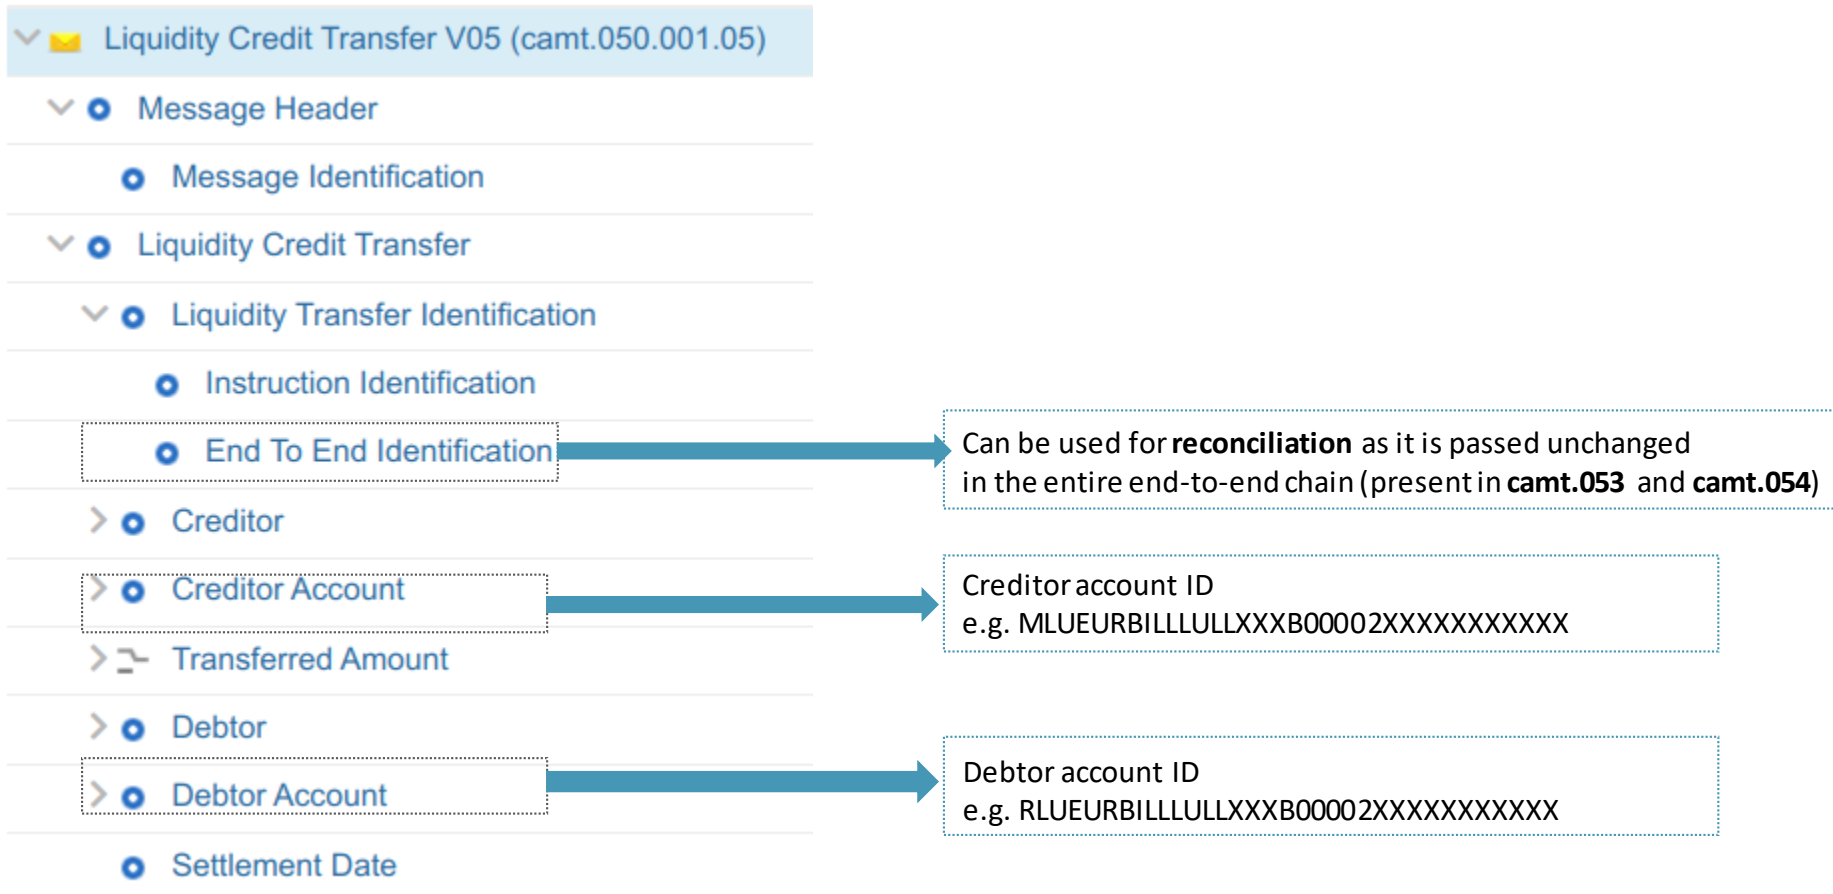 Liquidity Credit Transfer V05 (camt.050.001.05)
Message Header
Message Identification
Liquidity Credit Transfer
Liquidity Transfer Identification
Instruction Identification
End To End Identification
Can be used for reconciliation as it is passed unchanged
in the entire end-to-end chain (present in camt.053 and camt.054)
Creditor
Creditor Account
Creditor account ID
e.g. MLUEURBILLLULLXXXB00002XXXXXXXXXXX
Transferred Amount
Debtor
Debtor Account
Debtor account ID
e.g. RLUEURBILLLULLXXXB00002XXXXXXXXXXX
Settlement Date